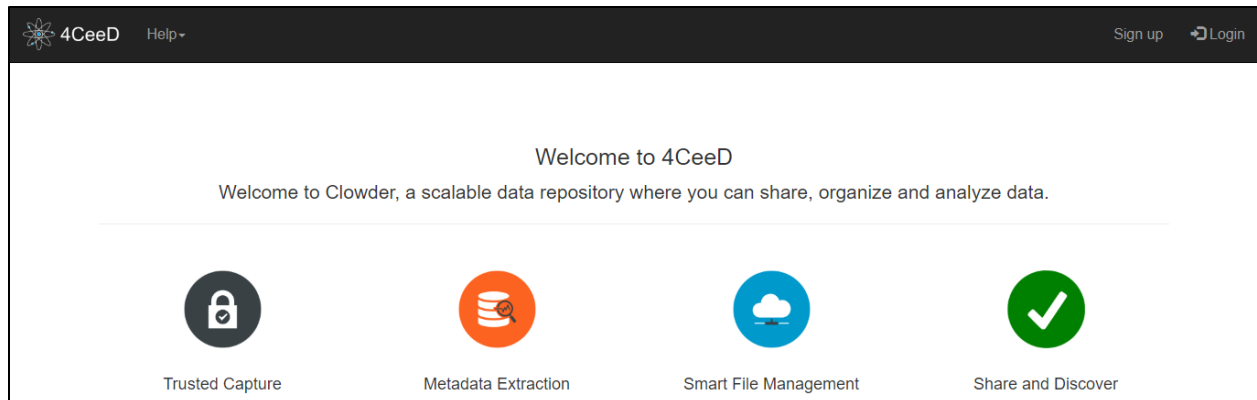 4CeeD Help Sign up Login
Welcome to 4CeeD
Welcome to Clowder, a scalable data repository where you can share, organize and analyze data.
Trusted Capture Metadata Extraction Smart File Management Share and Discover